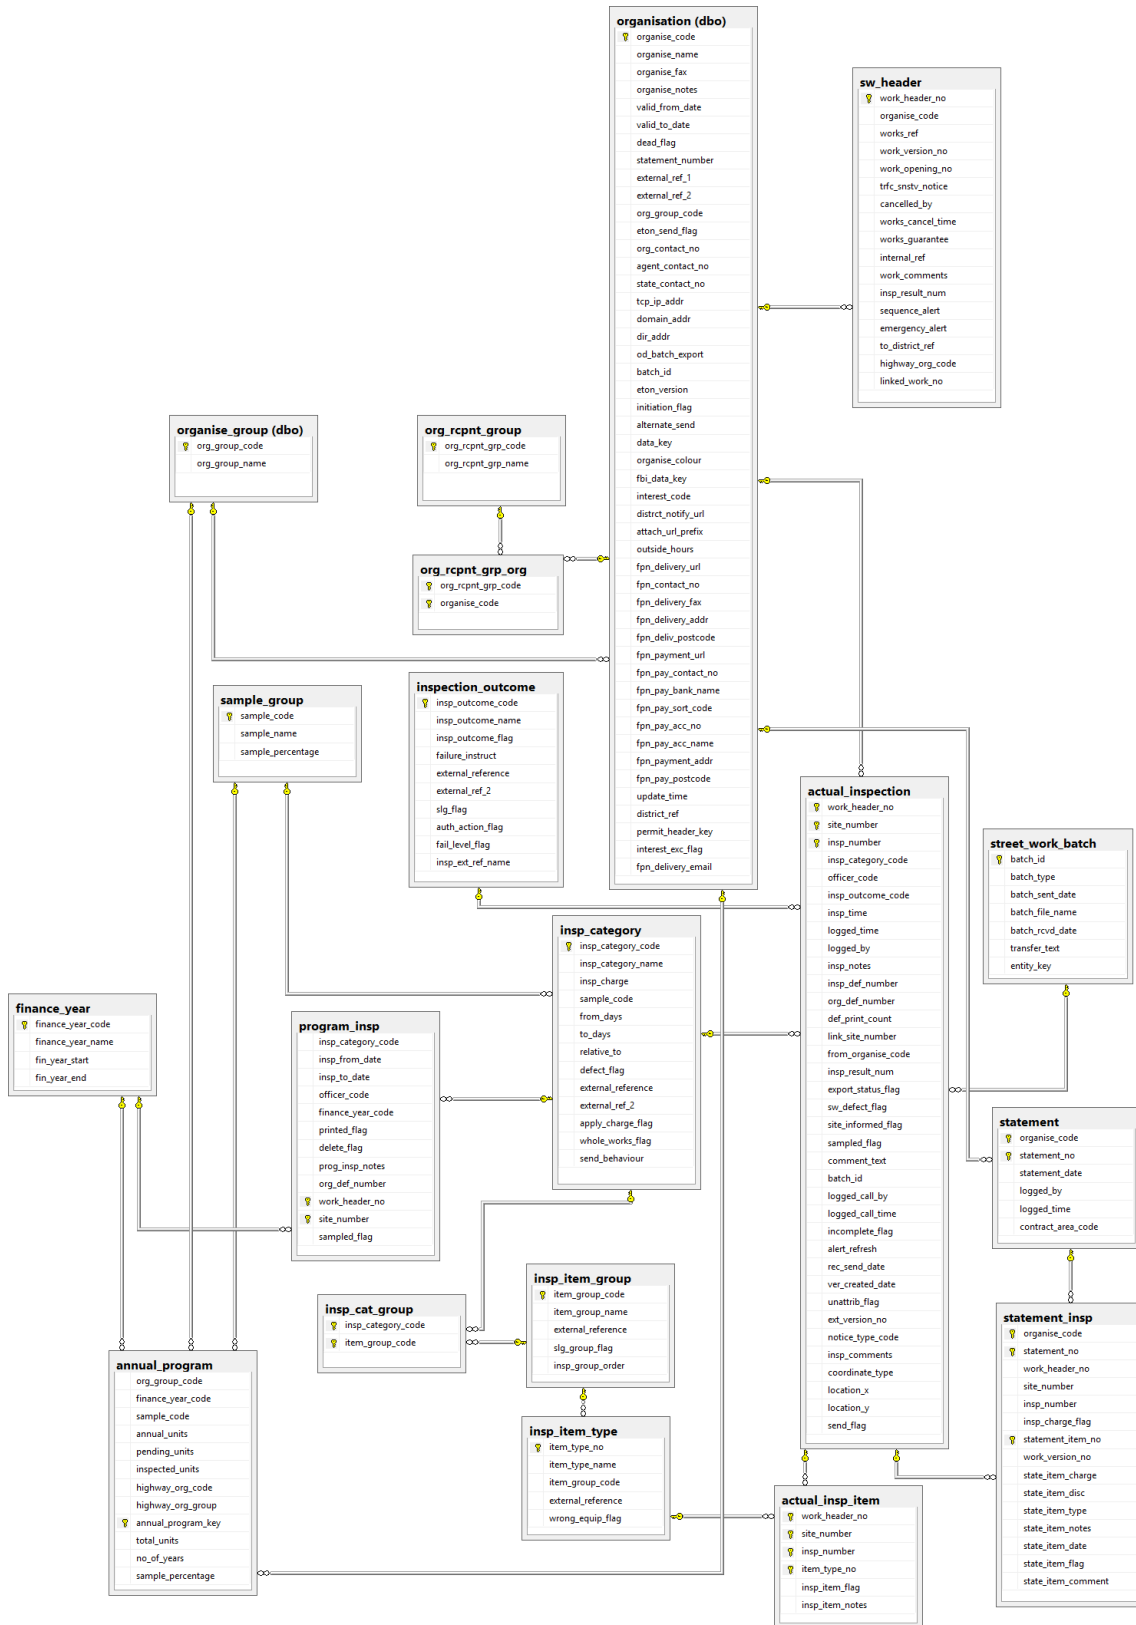 organisation (dbo)
organise_code
organise_name
organise_fax
organise_notes
valid_from_date
valid_to_date
dead_flag
statement_number
external_ref_1
external_ref_2
org_group_code
eton_send_flag
org_contact_no
agent_contact_no
state_contact_no
tcp_ip_addr
domain_addr
dir_addr
od_batch_export
batch_id
eton_version
initiation_flag
alternate_send
data_key
organise_colour
fbi_data_key
interest_code
distrct_notify_url
attach_url_prefix
outside_hours
fpn_delivery_url
fpn_contact_no
fpn_delivery_fax
fpn_delivery_addr
fpn_deliv_postcode
fpn_payment_url
fpn_pay_contact_no
fpn_pay_bank_name
fpn_pay_sort_code
fpn_pay_acc_no
fpn_pay_acc_name
fpn_payment_addr
fpn_pay_postcode
update_time
district_ref
permit_header_key
interest_exc_flag
fpn_delivery_email
sw_header
work_header_no
organise_code
works_ref
work_version_no
work_opening_no
trfc_snstv_notice
cancelled_by
works_cancel_time
works_guarantee
internal_ref
work_comments
insp_result_num
sequence_alert
emergency_alert
to_district_ref
highway_org_code
linked_work_no
organise_group (dbo)
org_group_code
org_group_name
org_rcpnt_group
org_rcpnt_grp_code
org_rcpnt_grp_name
org_rcpnt_grp_org
org_rcpnt_grp_code
organise_code
sample_group
sample_code
sample_name
sample_percentage
inspection_outcome
insp_outcome_code
insp_outcome_name
insp_outcome_flag
failure_instruct
external_reference
external_ref_2
slg_flag
auth_action_flag
fail_level_flag
insp_ext_ref_name
actual_inspection
work_header_no
site_number
insp_number
insp_category_code
officer_code
insp_outcome_code
insp_time
logged_time
logged_by
insp_notes
insp_def_number
org_def_number
def_print_count
link_site_number
from_organise_code
insp_result_num
export_status_flag
sw_defect_flag
site_informed_flag
sampled_flag
comment_text
batch_id
logged_call_by
logged_call_time
incomplete_flag
alert_refresh
rec_send_date
ver_created_date
unattrib_flag
ext_version_no
notice_type_code
insp_comments
coordinate_type
location_x
location_y
send_flag
street_work_batch
batch_id
batch_type
batch_sent_date
batch_file_name
batch_rcvd_date
transfer_text
entity_key
insp_category
insp_category_code
insp_category_name
insp_charge
sample_code
from_days
to_days
relative_to
defect_flag
external_reference
external_ref_2
apply_charge_flag
whole_works_flag
send_behaviour
finance_year
finance_year_code
finance_year_name
fin_year_start
fin_year_end
program_insp
insp_category_code
insp_from_date
insp_to_date
officer_code
finance_year_code
printed_flag
delete_flag
prog_insp_notes
org_def_number
work_header_no
site_number
sampled_flag
statement
organise_code
statement_no
statement_date
logged_by
logged_time
contract_area_code
insp_cat_group
insp_category_code
item_group_code
insp_item_group
item_group_code
item_group_name
external_reference
slg_group_flag
insp_group_order
statement_insp
organise_code
statement_no
work_header_no
site_number
insp_number
insp_charge_flag
statement_item_no
work_version_no
state_item_charge
state_item_disc
state_item_type
state_item_notes
state_item_date
state_item_flag
state_item_comment
annual_program
org_group_code
finance_year_code
sample_code
annual_units
pending_units
inspected_units
highway_org_code
highway_org_group
annual_program_key
total_units
no_of_years
sample_percentage
insp_item_type
item_type_no
item_type_name
item_group_code
external_reference
wrong_equip_flag
actual_insp_item
work_header_no
site_number
insp_number
item_type_no
insp_item_flag
insp_item_notes